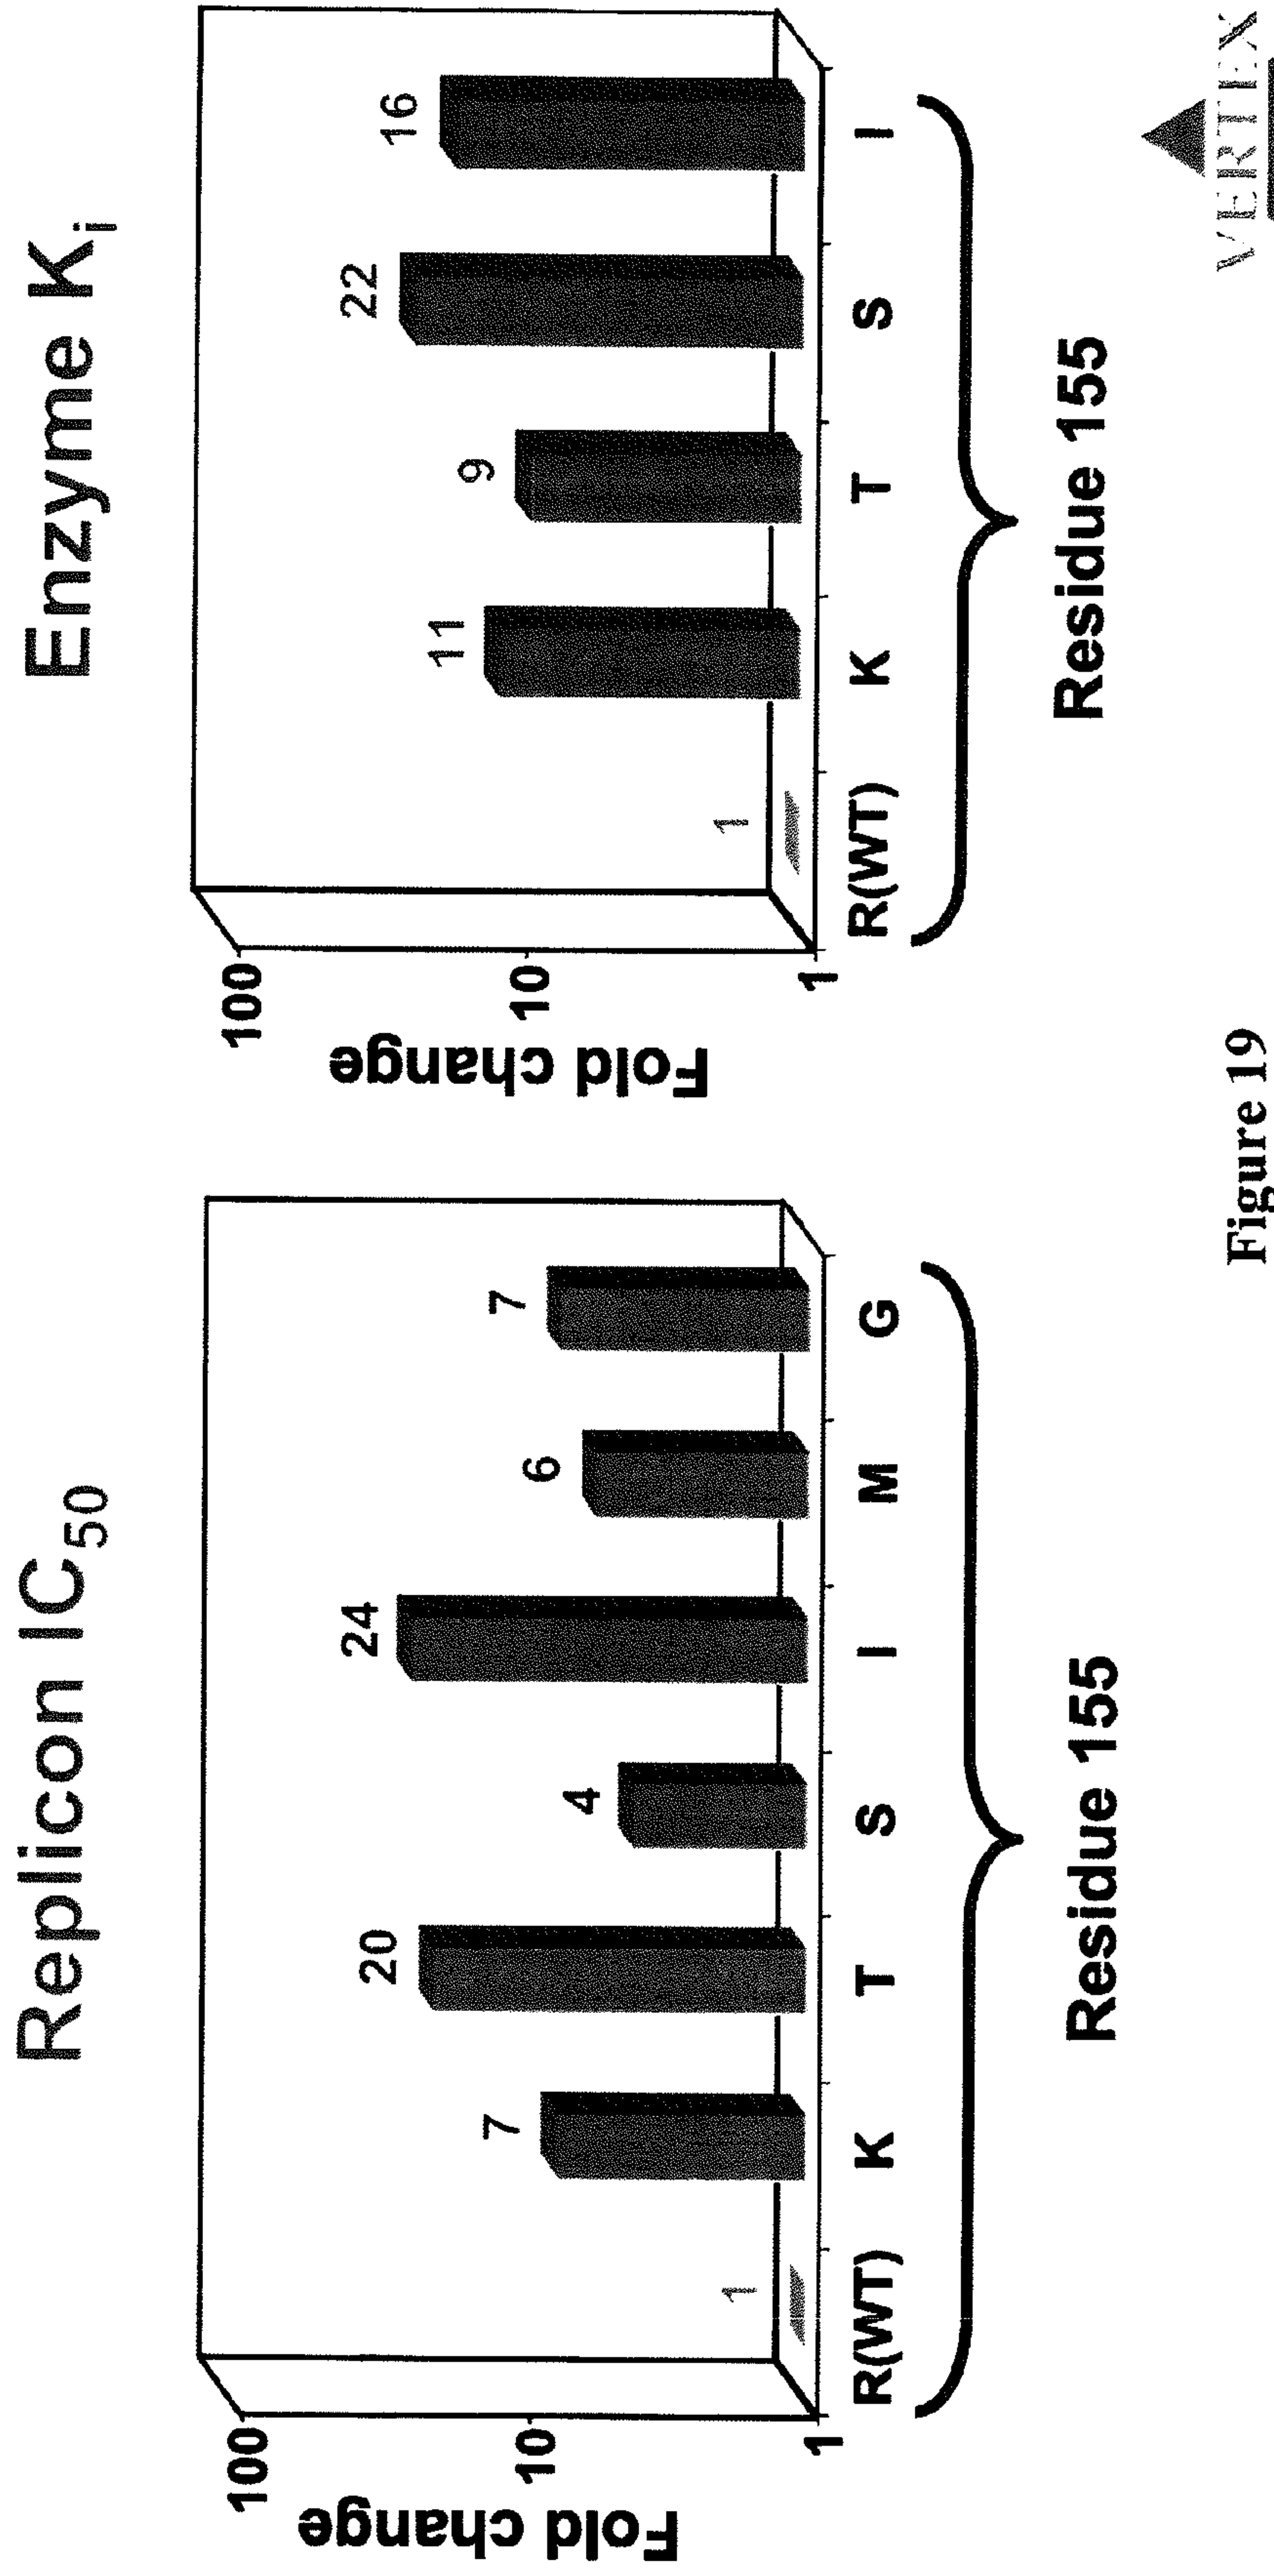 Replicon IC50
Fold change
100
10
1
1
7
20
4
24
6
7
R(WT) K T S I M G
Residue 155
Enzyme Ki
Fold change
100
10
1
1
11
9
22
16
R(WT) K T S I
Residue 155
VERTEX
Figure 19